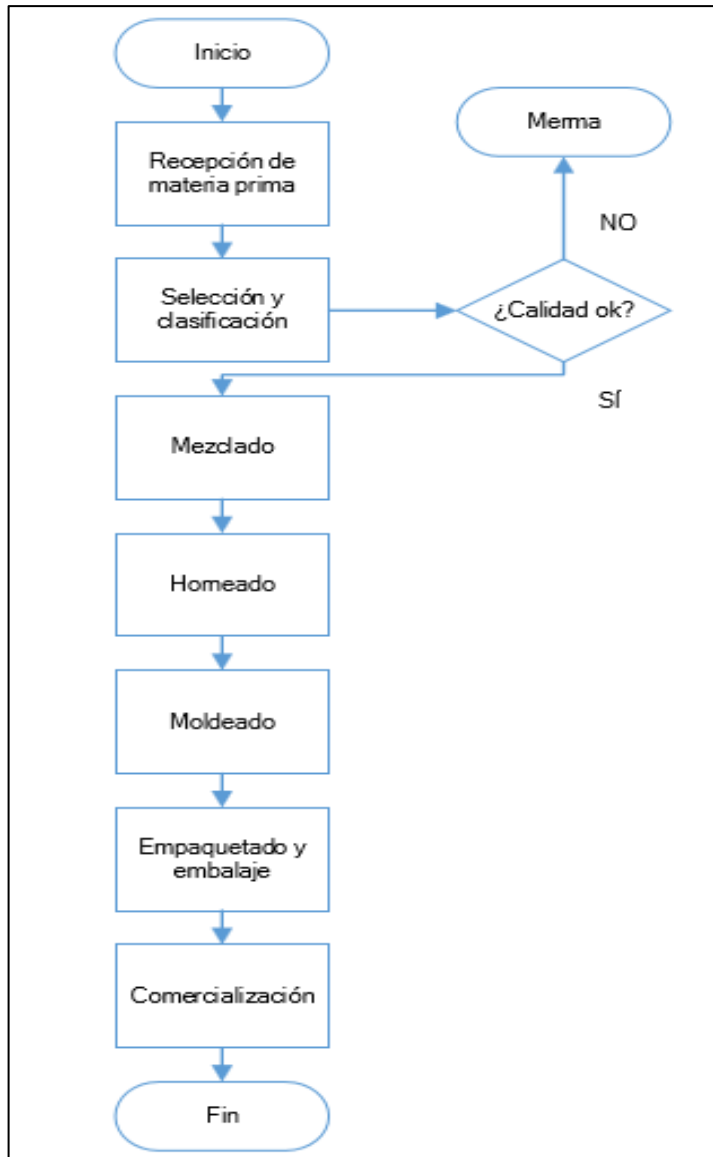 Inicio
Recepción de
materia prima
Selección y
clasificación
¿Calidad ok?
NO
Merma
SÍ
Mezclado
Horneado
Moldeado
Empaquetado y
embalaje
Comercialización
Fin